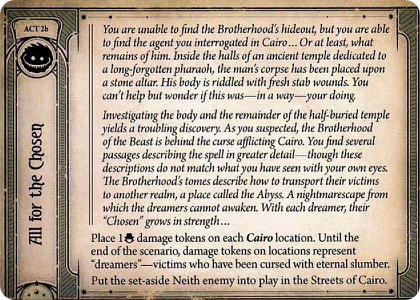 ACT 2b
All for the Chosen
You are unable to find the Brotherhood's hideout, but you are able
to find the agent you interrogated in Cairo… Or at least, what
remains of him. Inside the halls of an ancient temple dedicated to
a long-forgotten pharaoh, the man's corpse has been placed upon
a stone altar. His body is riddled with fresh stab wounds. You
can't help but wonder if this was—in a way—your doing.
Investigating the body and the remainder of the half-buried temple
yields a troubling discovery. As you suspected, the Brotherhood
of the Beast is behind the curse afflicting Cairo. You find several
passages describing the spell in greater detail—though these
descriptions do not match what you have seen with your own eyes.
The Brotherhood's tomes describe how to transport their victims
to another realm, a place called the Abyss. A nightmarescape from
which the dreamers cannot awaken. With each dreamer, their
"Chosen" grows in strength…
Place 1 damage tokens on each Cairo location. Until the
end of the scenario, damage tokens on locations represent
"dreamers"—victims who have been cursed with eternal slumber.
Put the set-aside Neith enemy into play in the Streets of Cairo.